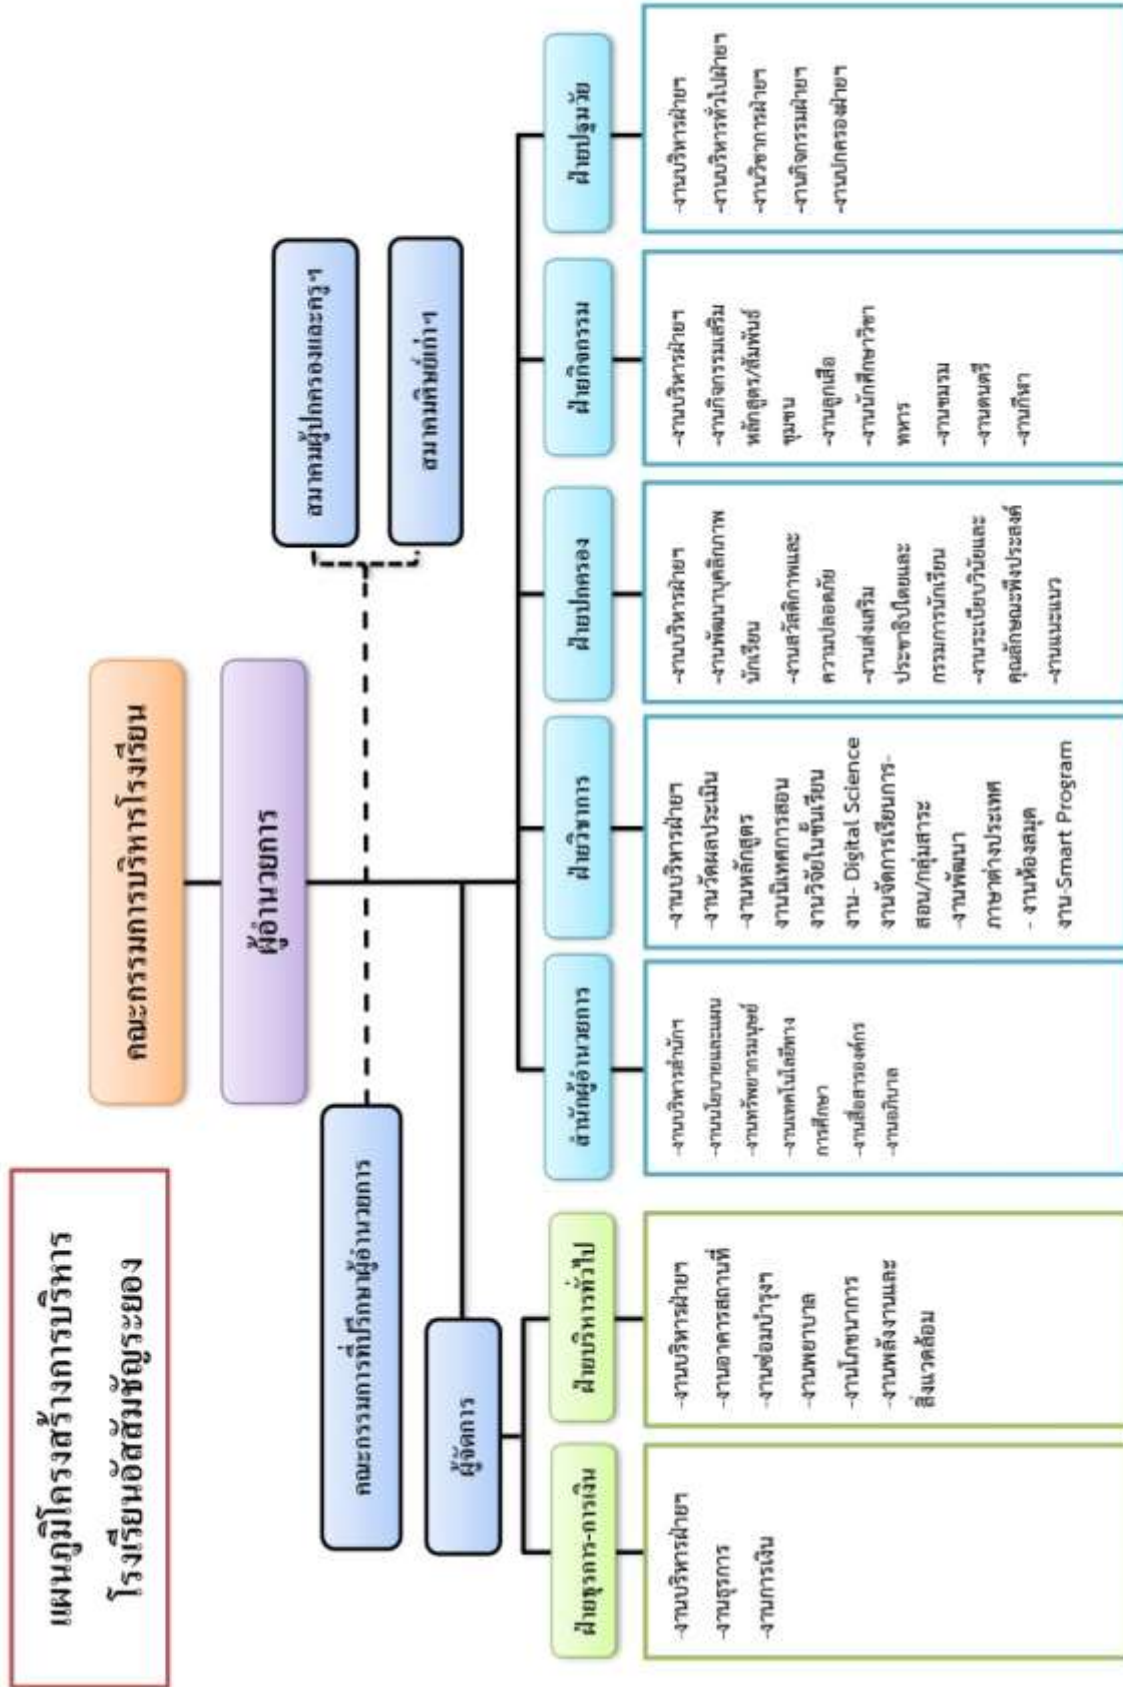 แผนภูมิโครงสร้างการบริหาร
โรงเรียนอัสสัมชัญระยอง
คณะกรรมการบริหารโรงเรียน
ผู้อำนวยการ
คณะกรรมการที่ปรึกษาผู้อำนวยการ
สมาคมผู้ปกครองและครูฯ
สมาคมศิษย์เก่าฯ
ผู้จัดการ
ฝ่ายธุรการ-การเงิน
-งานบริหารฝ่ายฯ
-งานธุรการ
-งานการเงิน
ฝ่ายบริหารทั่วไป
-งานบริหารฝ่ายฯ
-งานอาคารสถานที่
-งานซ่อมบำรุงฯ
-งานพยาบาล
-งานโภชนาการ
-งานพลังงานและ
สิ่งแวดล้อม
สำนักผู้อำนวยการ
-งานบริหารสำนักฯ
-งานนโยบายและแผน
-งานทรัพยากรมนุษย์
-งานเทคโนโลยีทาง
การศึกษา
-งานสื่อสารองค์กร
-งานอภิบาล
ฝ่ายวิชาการ
-งานบริหารฝ่ายฯ
-งานวัดผลประเมิน
-งานหลักสูตร
งานนิเทศการสอน
งานวิจัยในชั้นเรียน
งาน- Digital Science
งานจัดการเรียนการ-
สอน/กลุ่มสาระ
-งานพัฒนา
ภาษาต่างประเทศ
- งานห้องสมุด
งาน-Smart Program
ฝ่ายปกครอง
-งานบริหารฝ่ายฯ
-งานพัฒนาบุคลิกภาพ
นักเรียน
-งานสวัสดิภาพและ
ความปลอดภัย
-งานส่งเสริม
ประชาธิปไตยและ
กรรมการนักเรียน
-งานระเบียบวินัยและ
คุณลักษณะพึงประสงค์
-งานแนะแนว
ฝ่ายกิจกรรม
-งานบริหารฝ่ายฯ
-งานกิจกรรมเสริม
หลักสูตร/สัมพันธ์
ชุมชน
-งานลูกเสือ
-งานนักศึกษาวิชา
ทหาร
-งานชมรม
-งานดนตรี
-งานกีฬา
ฝ่ายปฐมวัย
-งานบริหารฝ่ายฯ
-งานบริหารทั่วไปฝ่ายฯ
-งานวิชาการฝ่ายฯ
-งานกิจกรรมฝ่ายฯ
-งานปกครองฝ่ายฯ